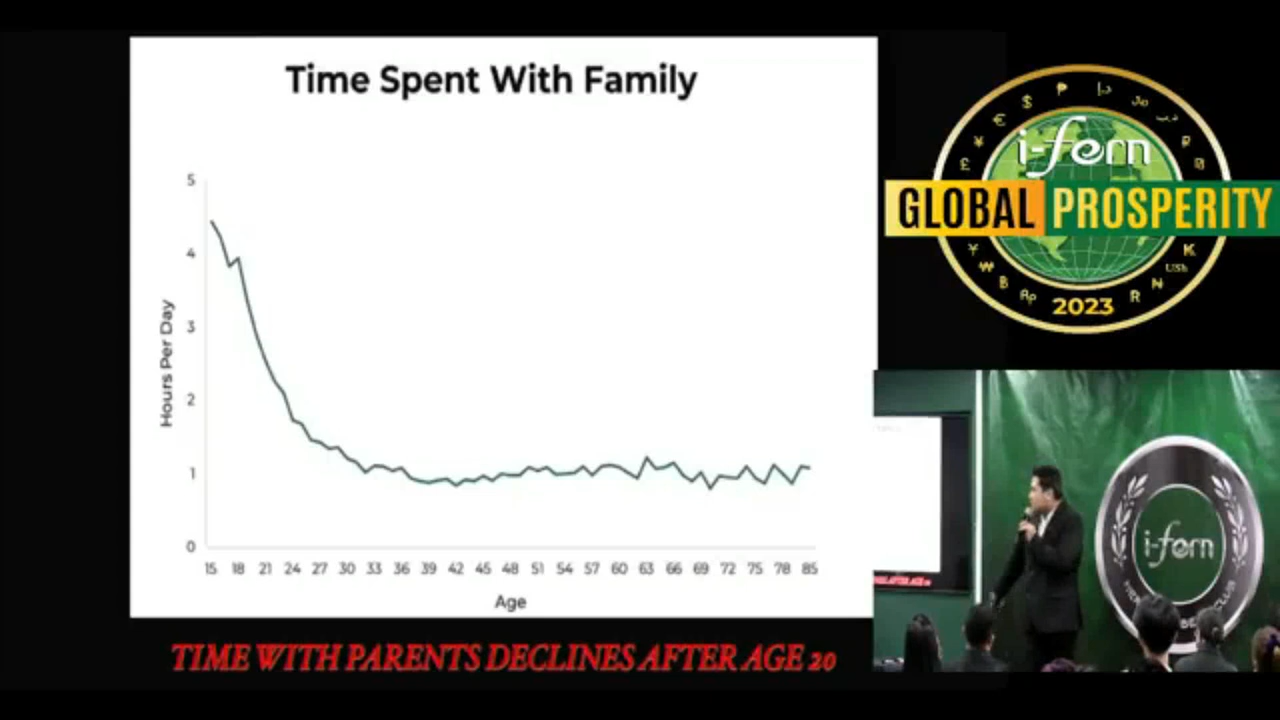 Time Spent With Family
5
4
3
2
1
0
Hours Per Day
15 18 21 24 27 30 33 36 39 42 45 48 51 54 57 60 63 66 69 72 75 78 85
Age
TIME WITH PARENTS DECLINES AFTER AGE 20
i-fern
GLOBAL PROSPERITY
2023
i-fern